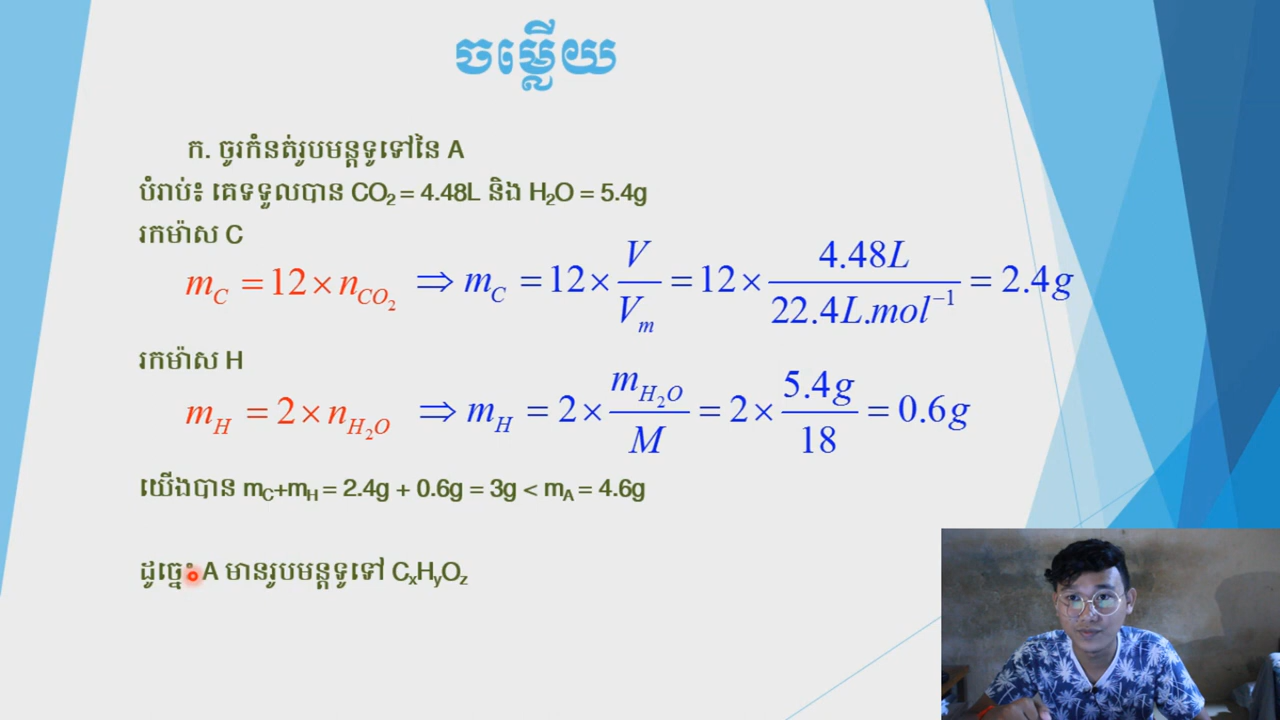 ចម្លើយ
ក. ចូរកំនត់រូបមន្តទូទៅនៃ A
បំរាប់៖ គេទទួលបាន CO₂ = 4.48L និង H₂O = 5.4g
រកម៉ាស C
m_C = 12 × n_CO₂ ⇒ m_C = 12 × V/V_m = 12 × 4.48L/22.4L.mol⁻¹ = 2.4g
រកម៉ាស H
m_H = 2 × n_H₂O ⇒ m_H = 2 × m_H₂O/M = 2 × 5.4g/18 = 0.6g
យើងបាន m_C+m_H = 2.4g + 0.6g = 3g < m_A = 4.6g
ដូច្នេះ A មានរូបមន្តទូទៅ CₓHᵧO_z